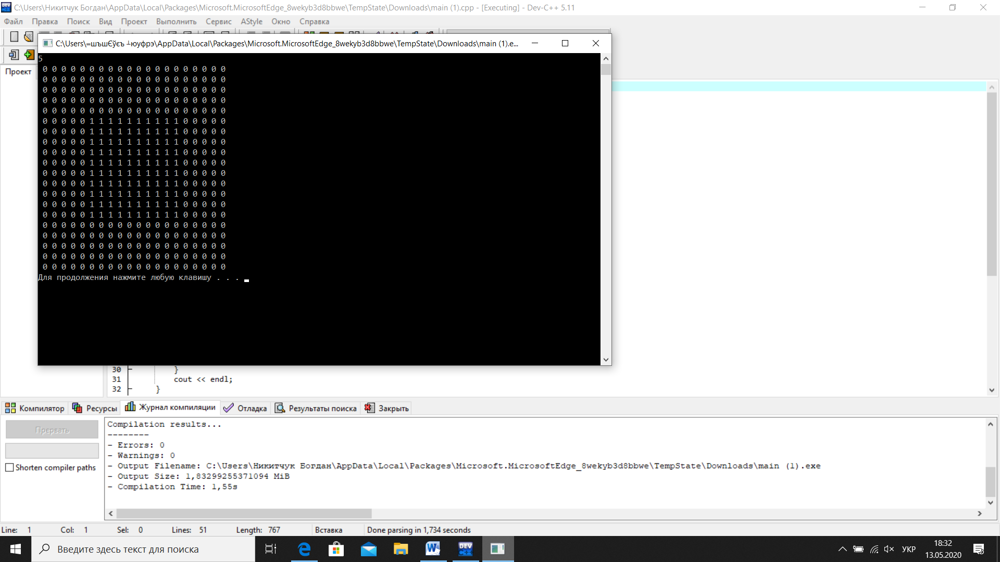 C:\Users\Никитчук Богдан\AppData\Local\Packages\Microsoft.MicrosoftEdge_8wekyb3d8bbwe\TempState\Downloads\main (1).cpp - [Executing] - Dev-C++ 5.11
Файл Правка Поиск Вид Проект Выполнить Сервис AStyle Окно Справка
C:\Users\=шъшЄўєъ ┴юуфрэ\AppData\Local\Packages\Microsoft.MicrosoftEdge_8wekyb3d8bbwe\TempState\Downloads\main (1).e...
Проект
5
0 0 0 0 0 0 0 0 0 0 0 0 0 0 0 0 0 0 0 0
0 0 0 0 0 0 0 0 0 0 0 0 0 0 0 0 0 0 0 0
0 0 0 0 0 0 0 0 0 0 0 0 0 0 0 0 0 0 0 0
0 0 0 0 0 0 0 0 0 0 0 0 0 0 0 0 0 0 0 0
0 0 0 0 0 0 0 0 0 0 0 0 0 0 0 0 0 0 0 0
0 0 0 0 0 1 1 1 1 1 1 1 1 1 1 0 0 0 0 0
0 0 0 0 0 1 1 1 1 1 1 1 1 1 1 0 0 0 0 0
0 0 0 0 0 1 1 1 1 1 1 1 1 1 1 0 0 0 0 0
0 0 0 0 0 1 1 1 1 1 1 1 1 1 1 0 0 0 0 0
0 0 0 0 0 1 1 1 1 1 1 1 1 1 1 0 0 0 0 0
0 0 0 0 0 1 1 1 1 1 1 1 1 1 1 0 0 0 0 0
0 0 0 0 0 1 1 1 1 1 1 1 1 1 1 0 0 0 0 0
0 0 0 0 0 1 1 1 1 1 1 1 1 1 1 0 0 0 0 0
0 0 0 0 0 1 1 1 1 1 1 1 1 1 1 0 0 0 0 0
0 0 0 0 0 1 1 1 1 1 1 1 1 1 1 0 0 0 0 0
0 0 0 0 0 0 0 0 0 0 0 0 0 0 0 0 0 0 0 0
0 0 0 0 0 0 0 0 0 0 0 0 0 0 0 0 0 0 0 0
0 0 0 0 0 0 0 0 0 0 0 0 0 0 0 0 0 0 0 0
0 0 0 0 0 0 0 0 0 0 0 0 0 0 0 0 0 0 0 0
0 0 0 0 0 0 0 0 0 0 0 0 0 0 0 0 0 0 0 0
Для продолжения нажмите любую клавишу . . .
30 }
31 cout << endl;
32 }
Компилятор Ресурсы Журнал компиляции Отладка Результаты поиска Закрыть
Прервать
Shorten compiler paths
Compilation results...
--------
- Errors: 0
- Warnings: 0
- Output Filename: C:\Users\Никитчук Богдан\AppData\Local\Packages\Microsoft.MicrosoftEdge_8wekyb3d8bbwe\TempState\Downloads\main (1).exe
- Output Size: 1,83299255371094 MiB
- Compilation Time: 1,55s
Line: 1 Col: 1 Sel: 0 Lines: 51 Length: 767 Вставка Done parsing in 1,734 seconds
Введите здесь текст для поиска
DEV C++
УКР
18:32
13.05.2020